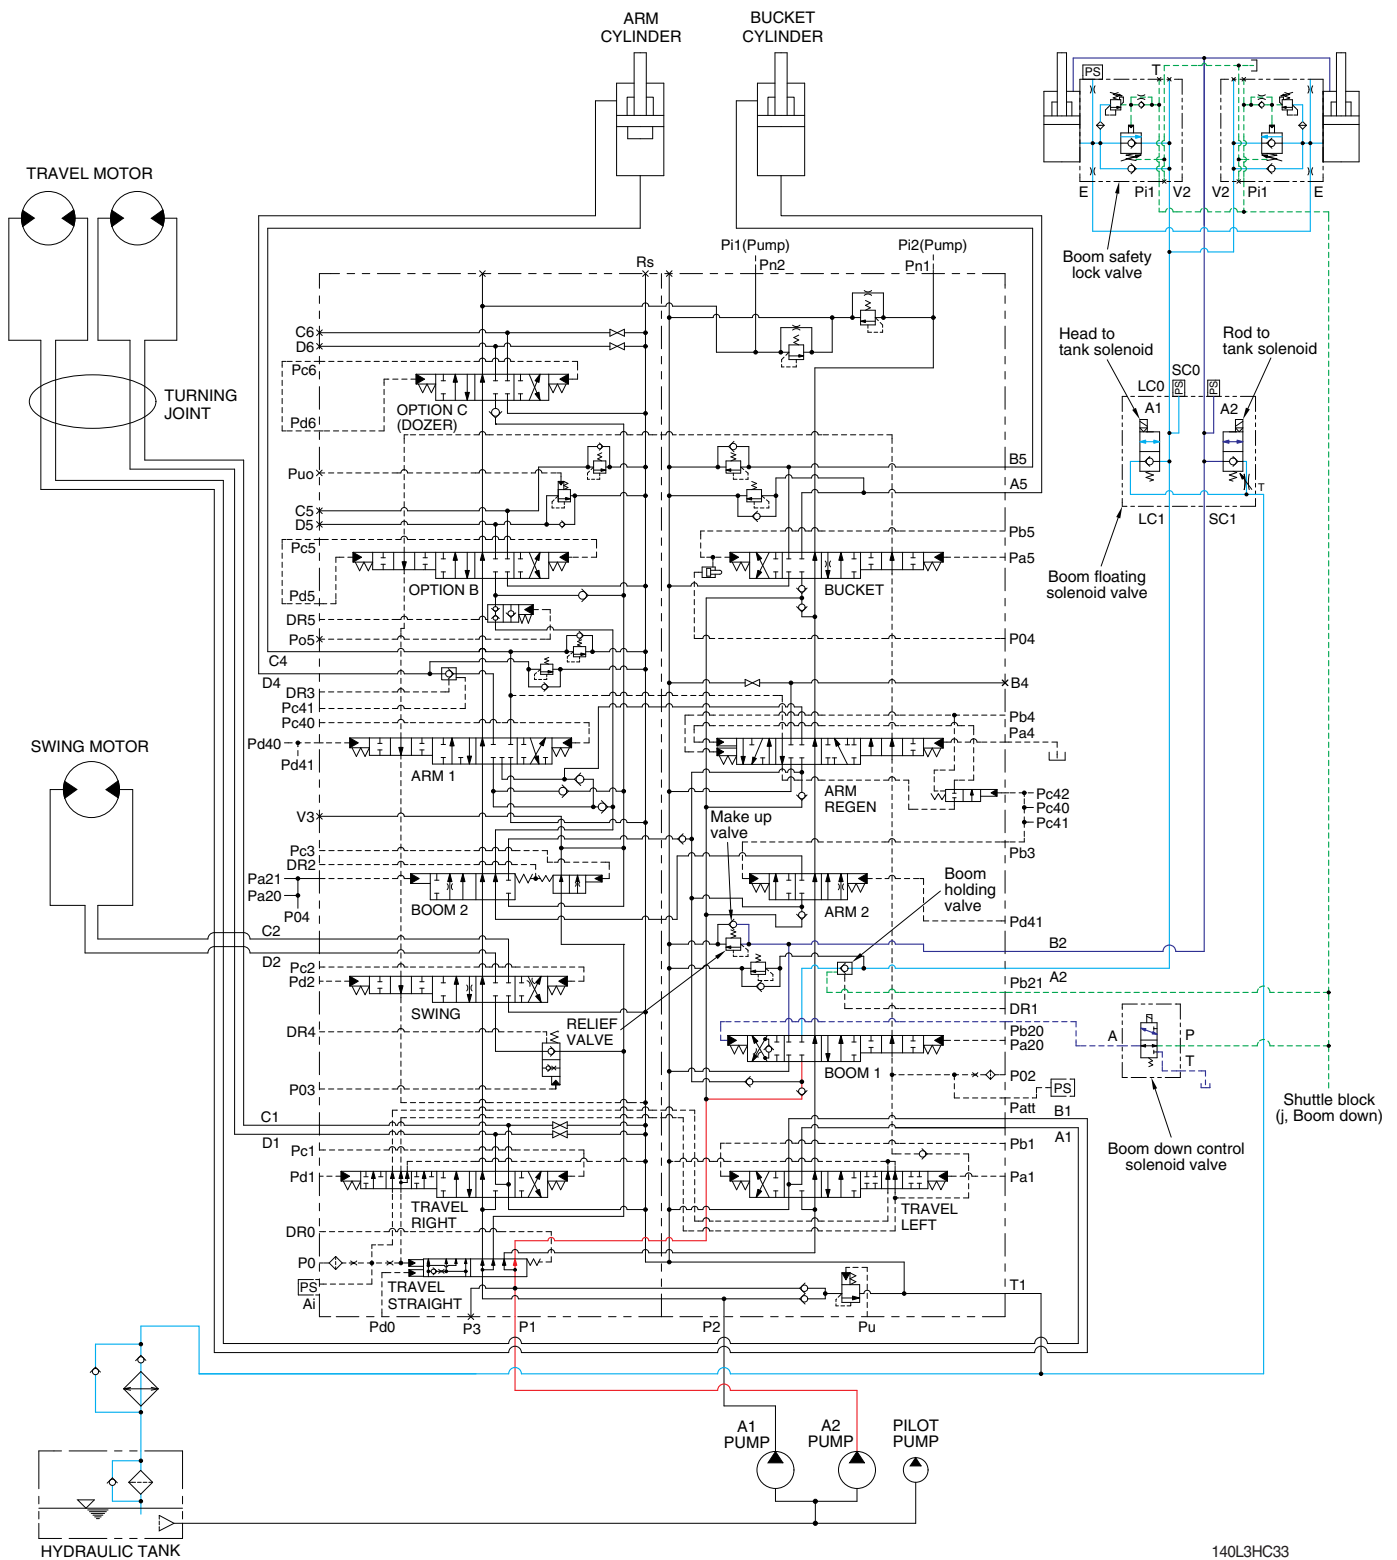 ARM
CYLINDER
BUCKET
CYLINDER
PS
T
E
Pi1
V2
V2
Pi1
E
TRAVEL MOTOR
TURNING
JOINT
Boom safety
lock valve
Pi1(Pump)
Pn2
Pi2(Pump)
Pn1
Rs
Head to
tank solenoid
Rod to
tank solenoid
SC0
LC0
PS
PS
A1
A2
T
LC1
SC1
Boom floating
solenoid valve
C6
D6
Pc6
Pd6
OPTION C
(DOZER)
Puo
C5
D5
Pc5
Pd5
OPTION B
DR5
Po5
B5
A5
Pb5
Pa5
BUCKET
P04
C4
D4
DR3
Pc41
Pc40
Pd40
Pd41
ARM 1
B4
Pb4
Pa4
ARM
REGEN
Pc42
Pc40
Pc41
SWING MOTOR
V3
Pc3
DR2
Pa21
Pa20
P04
BOOM 2
Make up
valve
Pb3
ARM 2
Boom
holding
valve
Pd41
C2
D2
Pc2
Pd2
SWING
B2
A2
Pb21
DR1
RELIEF
VALVE
DR4
P03
Pb20
Pa20
BOOM 1
P02
PS
Patt
A
P
T
Boom down control
solenoid valve
Shuttle block
(j, Boom down)
C1
D1
Pc1
Pd1
TRAVEL
RIGHT
B1
A1
Pb1
Pa1
TRAVEL
LEFT
DR0
P0
PS
Ai
TRAVEL
STRAIGHT
Pd0
P3
P1
P2
Pu
T1
A1
PUMP
A2
PUMP
PILOT
PUMP
HYDRAULIC TANK
140L3HC33